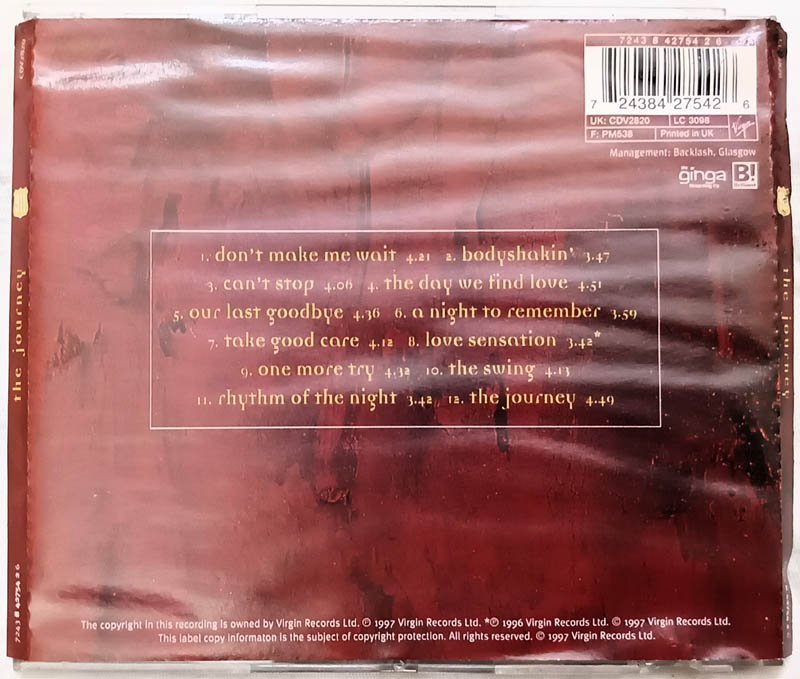 7243 8 42754 2 6
7 24384 27542 6
UK: CDV2820 LC 3098
F: PM538 Printed in UK
Virgin
Management: Backlash, Glasgow
ginga B!
1. don't make me wait 4.21 2. bodyshakin' 3.47
3. can't stop 4.06 4. the day we find love 4.51
5. our last goodbye 4.36 6. a night to remember 3.59
7. take good care 4.12 8. love sensation 3.42*
9. one more try 4.32 10. the swing 4.13
11. rhythm of the night 3.42 12. the journey 4.49
the journey
the journey
7243 8 42754 2 6
The copyright in this recording is owned by Virgin Records Ltd. ℗ 1997 Virgin Records Ltd. *℗ 1996 Virgin Records Ltd. © 1997 Virgin Records Ltd.
This label copy informaton is the subject of copyright protection. All rights reserved. © 1997 Virgin Records Ltd.